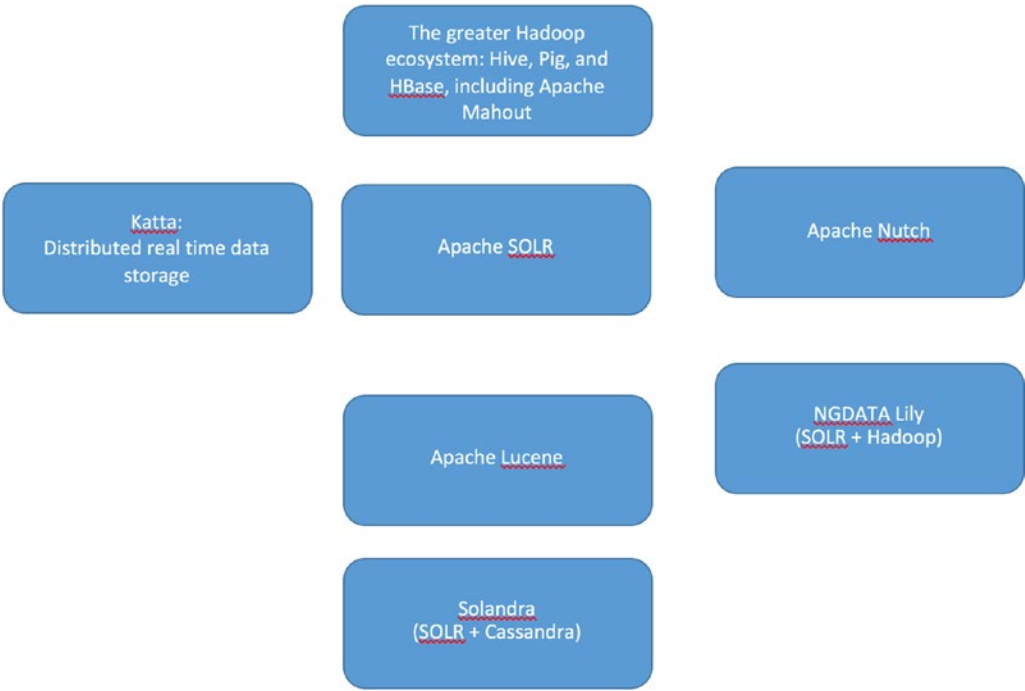 The greater Hadoop
ecosystem: Hive, Pig, and
HBase, including Apache
Mahout
Katta:
Distributed real time data
storage
Apache SOLR
Apache Nutch
Apache Lucene
NGDATA Lily
(SOLR + Hadoop)
Solandra
(SOLR + Cassandra)